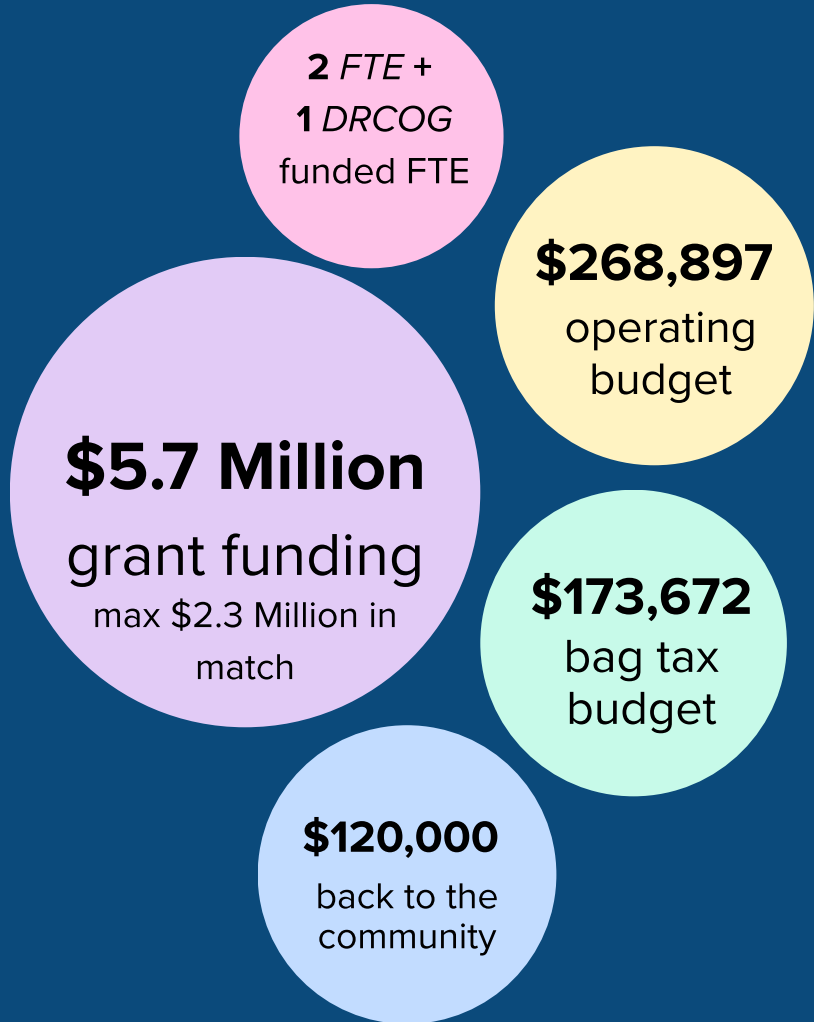 2 FTE +
1 DRCOG
funded FTE
$268,897
operating
budget
$5.7 Million
grant funding
max $2.3 Million in
match
$173,672
bag tax
budget
$120,000
back to the
community